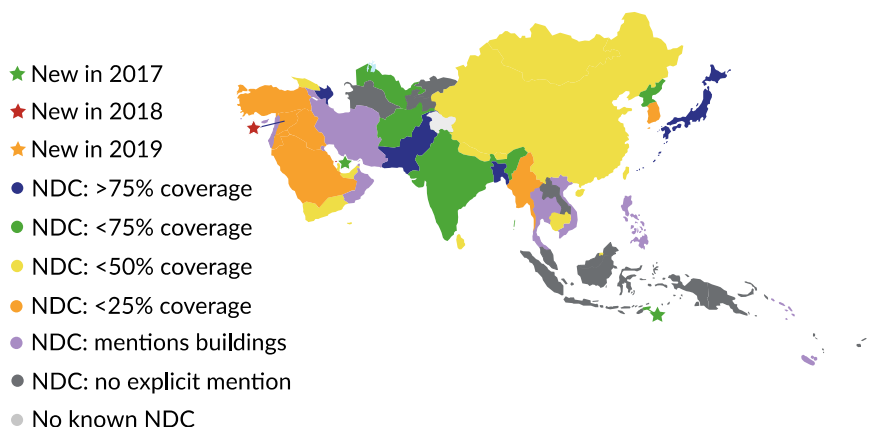 New in 2017
New in 2018
New in 2019
NDC: >75% coverage
NDC: <75% coverage
NDC: <50% coverage
NDC: <25% coverage
NDC: mentions buildings
NDC: no explicit mention
No known NDC